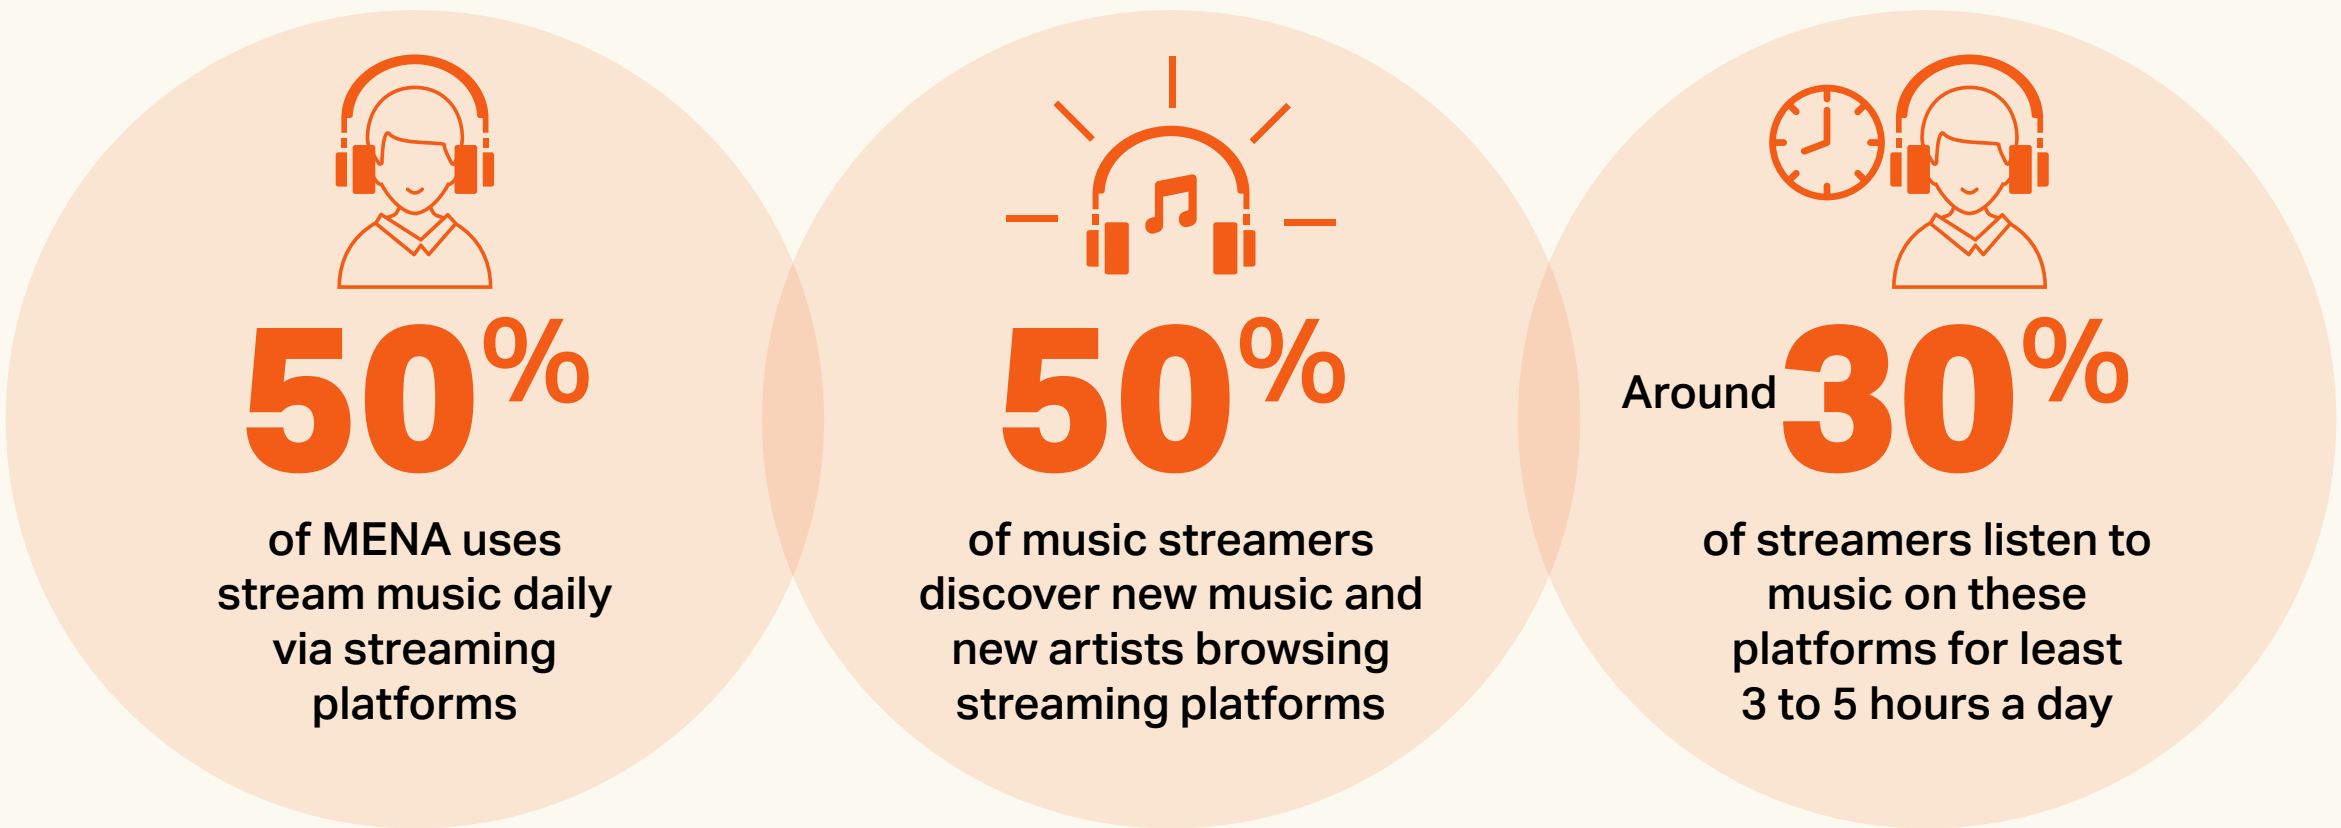 50%
of MENA uses
stream music daily
via streaming
platforms
50%
of music streamers
discover new music and
new artists browsing
streaming platforms
Around 30%
of streamers listen to
music on these
platforms for least
3 to 5 hours a day